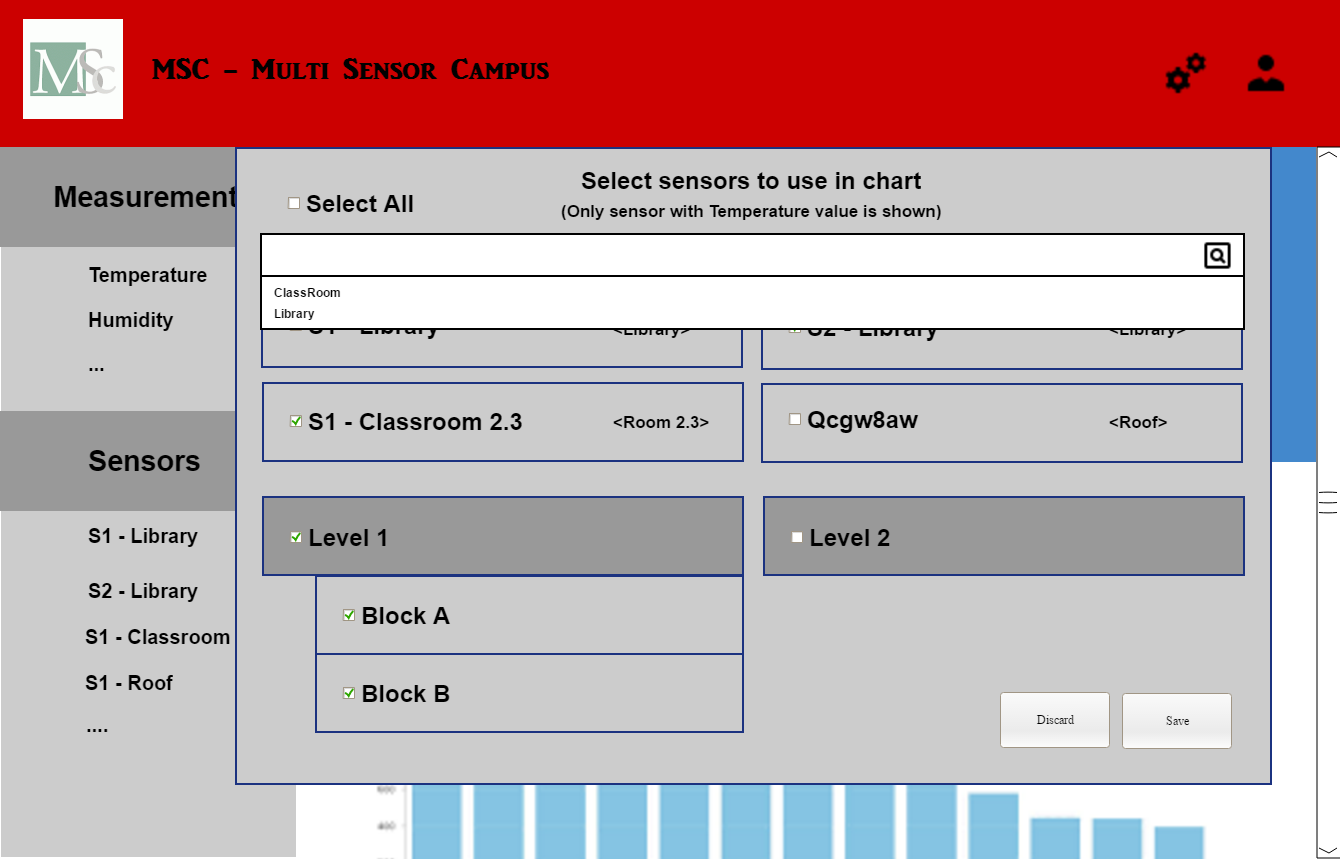 MSc
MSC - Multi Sensor Campus
Measurement
Temperature
Humidity
...
Sensors
S1 - Library
S2 - Library
S1 - Classroom
S1 - Roof
....
Select All
Select sensors to use in chart
(Only sensor with Temperature value is shown)
ClassRoom
Library
S1 - Library <Library>
S2 - Library <Library>
S1 - Classroom 2.3 <Room 2.3>
Qcgw8aw <Roof>
Level 1
Level 2
Block A
Block B
Discard
Save
600
400